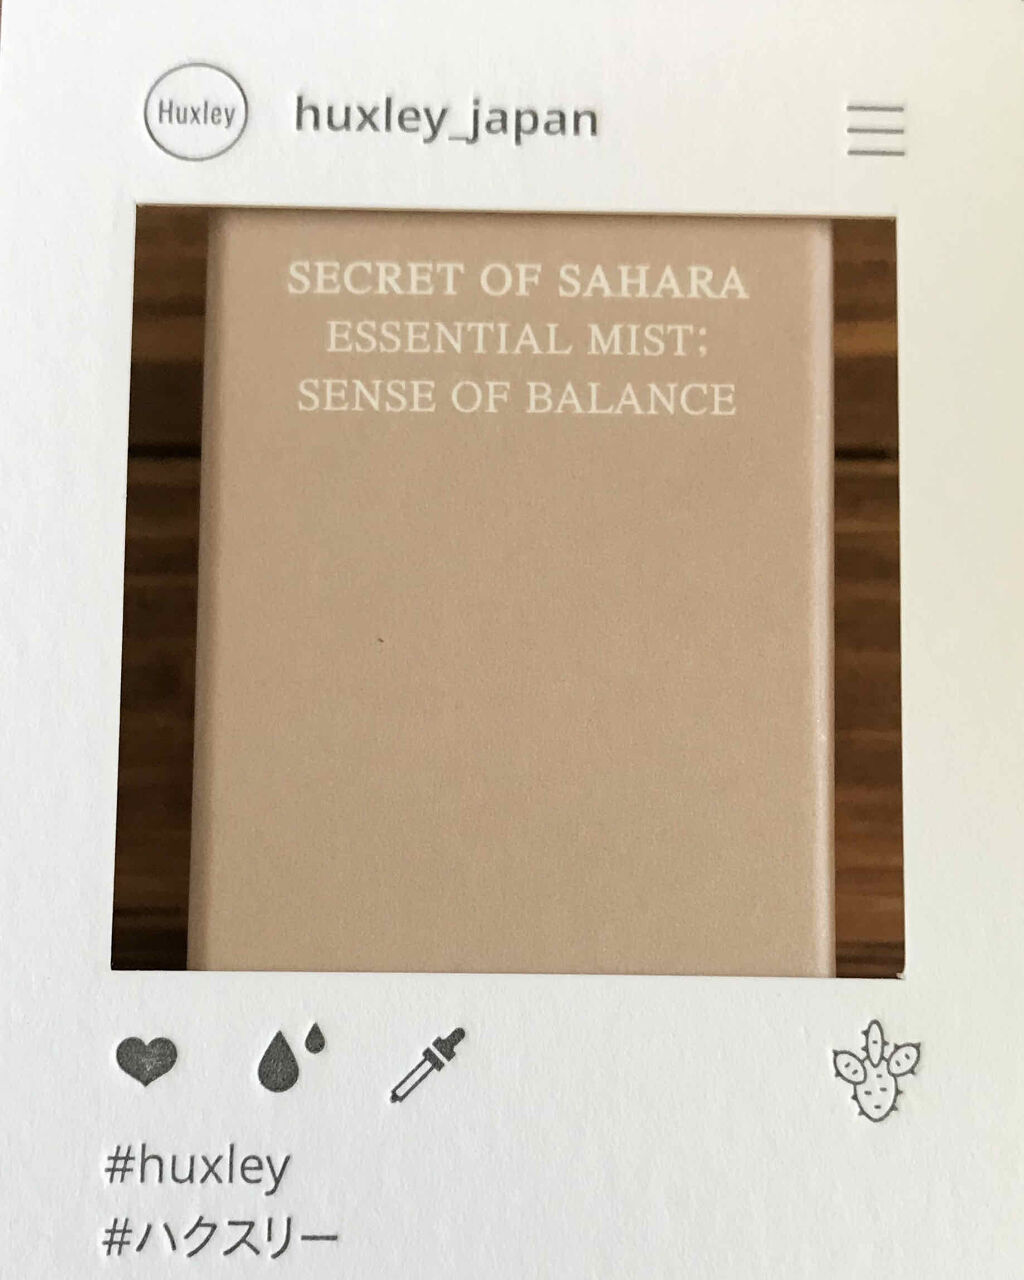 Huxley
huxley_japan
SECRET OF SAHARA
ESSENTIAL MIST;
SENSE OF BALANCE
#huxley
#ハクスリー